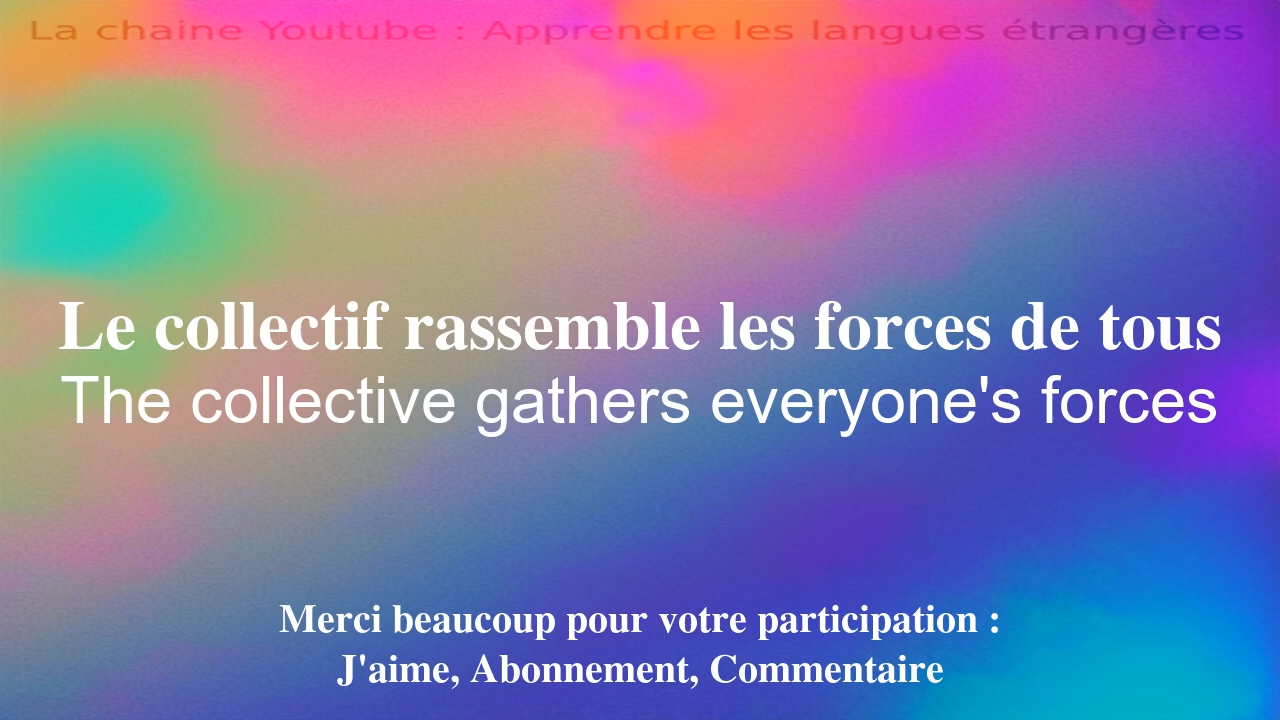 La chaine Youtube : Apprendre les langues étrangères
Le collectif rassemble les forces de tous
The collective gathers everyone's forces
Merci beaucoup pour votre participation :
J'aime, Abonnement, Commentaire